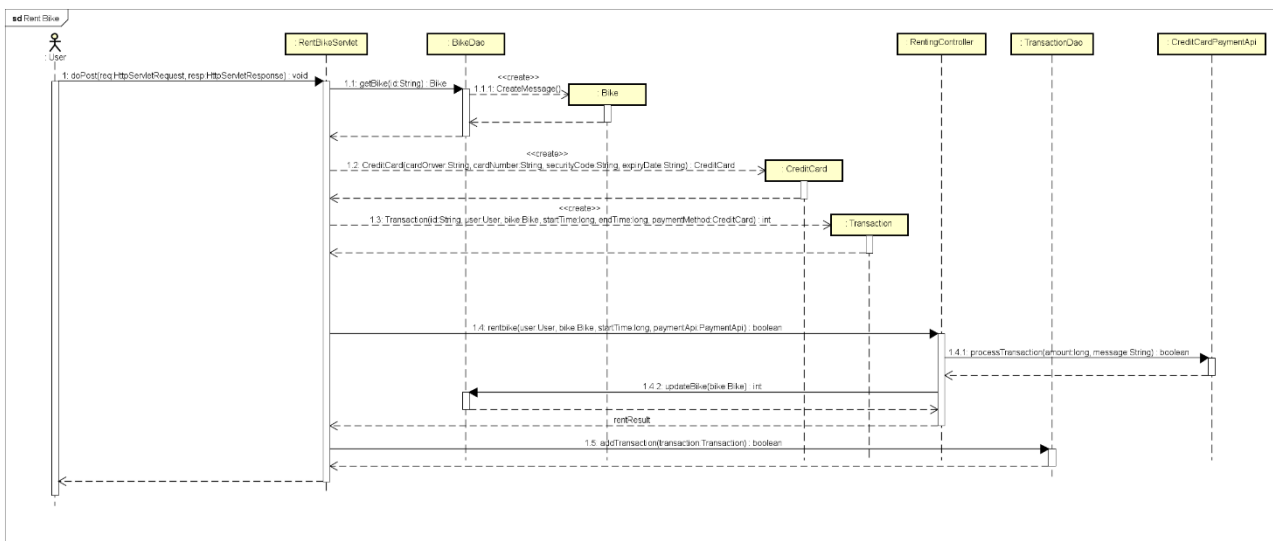 sd Rent Bike
: User
: RentBikeServlet
: BikeDao
RentingController
: TransactionDao
: CreditCardPaymentApi
1: doPost(req:HttpServletRequest, resp:HttpServletResponse) : void
1.1: getBike(id:String) : Bike
<<create>>
1.1.1: CreateMessage()
: Bike
<<create>>
1.2: CreditCard(cardOnwer:String, cardNumber:String, securityCode:String, expiryDate:String) : CreditCard
: CreditCard
<<create>>
1.3: Transaction(id:String, user:User, bike:Bike, startTime:long, endTime:long, paymentMethod:CreditCard) : int
: Transaction
1.4: rentbike(user:User, bike:Bike, startTime:long, paymentApi:PaymentApi) : boolean
1.4.1: processTransaction(amount:long, message:String) : boolean
1.4.2: updateBike(bike:Bike) : int
rentResult
1.5: addTransaction(transaction:Transaction) : boolean